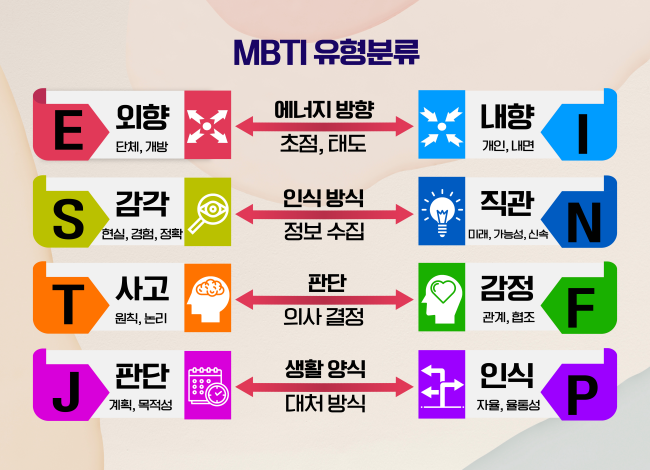 MBTI 유형분류
E 외향 에너지 방향 내향 I
단체, 개방 초점, 태도 개인, 내면
S 감각 인식 방식 직관 N
현실, 경험, 정확 정보 수집 미래, 가능성, 신속
T 사고 판단 감정 F
원칙, 논리 의사 결정 관계, 협조
J 판단 생활 양식 인식 P
계획, 목적성 대처 방식 자율, 율통성